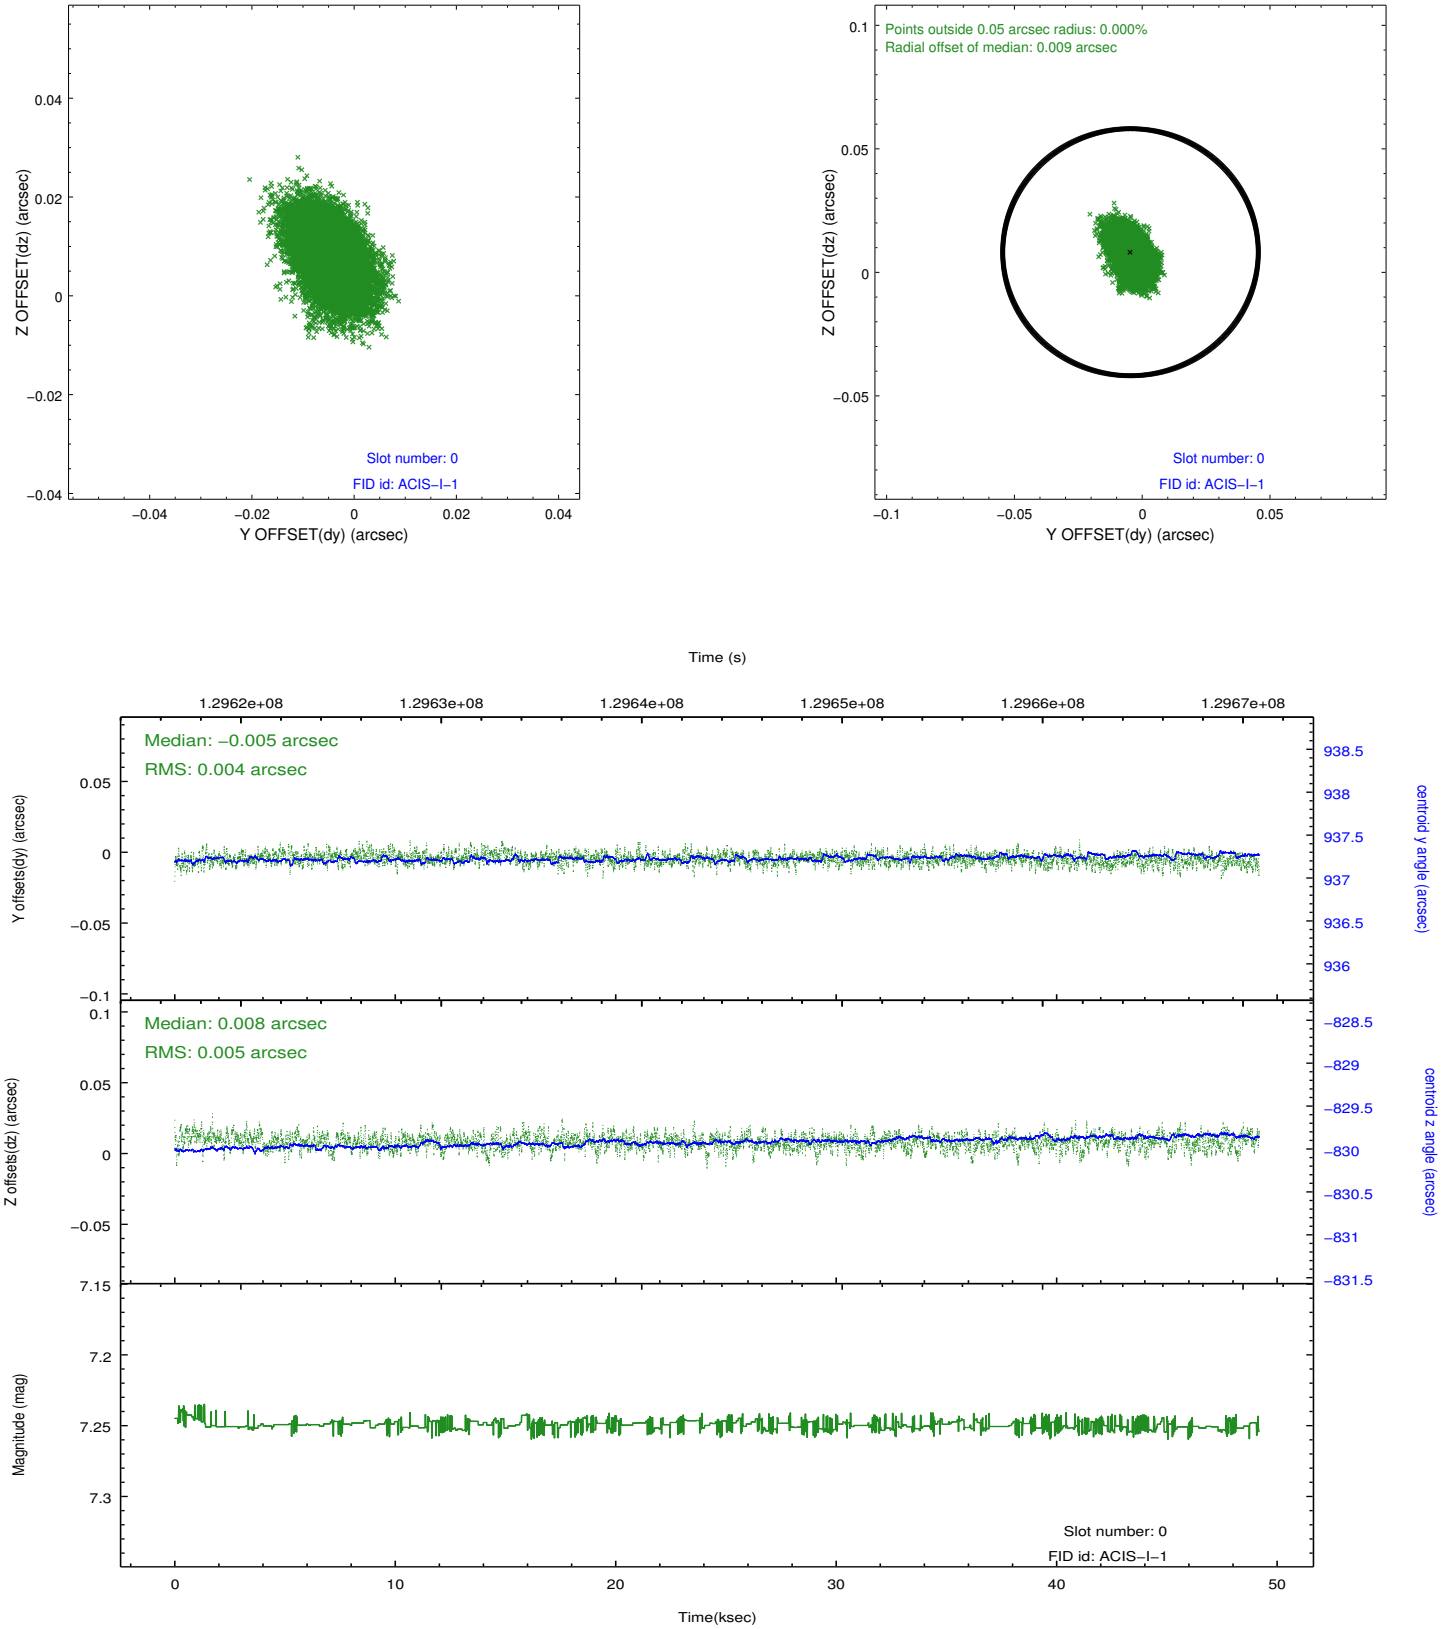 0.04
0.02
0
−0.02
−0.04
Z OFFSET(dz) (arcsec)
Slot number: 0
FID id: ACIS−I−1
−0.04
−0.02
0
0.02
0.04
Y OFFSET(dy) (arcsec)
Points outside 0.05 arcsec radius: 0.000%
Radial offset of median: 0.009 arcsec
0.1
0.05
0
−0.05
Z OFFSET(dz) (arcsec)
Slot number: 0
FID id: ACIS−I−1
−0.1
−0.05
0
0.05
Y OFFSET(dy) (arcsec)
Time (s)
1.2962e+08
1.2963e+08
1.2964e+08
1.2965e+08
1.2966e+08
1.2967e+08
Median: −0.005 arcsec
RMS: 0.004 arcsec
0.05
0
−0.05
−0.1
Y offsets(dy) (arcsec)
938.5
938
937.5
937
936.5
936
centroid y angle (arcsec)
Median: 0.008 arcsec
RMS: 0.005 arcsec
0.1
0.05
0
−0.05
Z offsets(dz) (arcsec)
−828.5
−829
−829.5
−830
−830.5
−831
−831.5
centroid z angle (arcsec)
7.15
7.2
7.25
7.3
Magnitude (mag)
Slot number: 0
FID id: ACIS−I−1
0
10
20
30
40
50
Time(ksec)